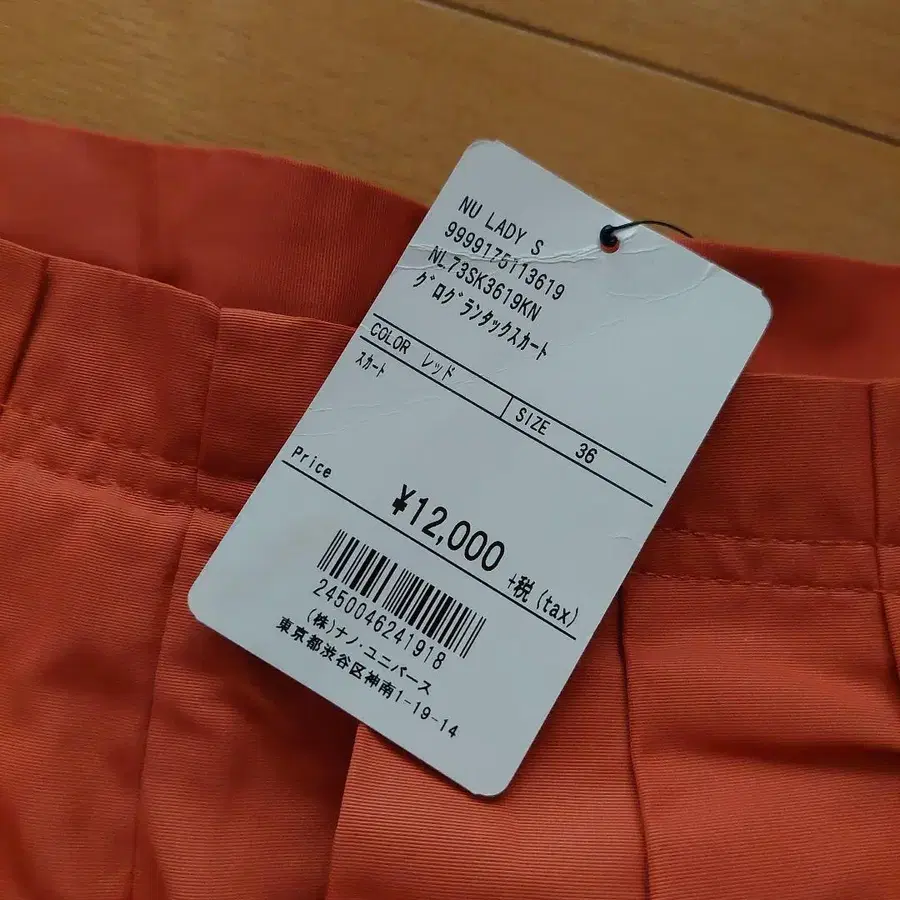 NU LADY S
9999175113619
NL73SK3619KN
ｸﾞﾛｸﾞﾗﾝﾀｯｸｽｶｰﾄ
COLOR ﾚｯﾄﾞ SIZE 36
ｽｶｰﾄ
Price
¥12,000 +税(tax)
2450046241918
(株)ナノ・ユニバース
東京都渋谷区神南1-19-14